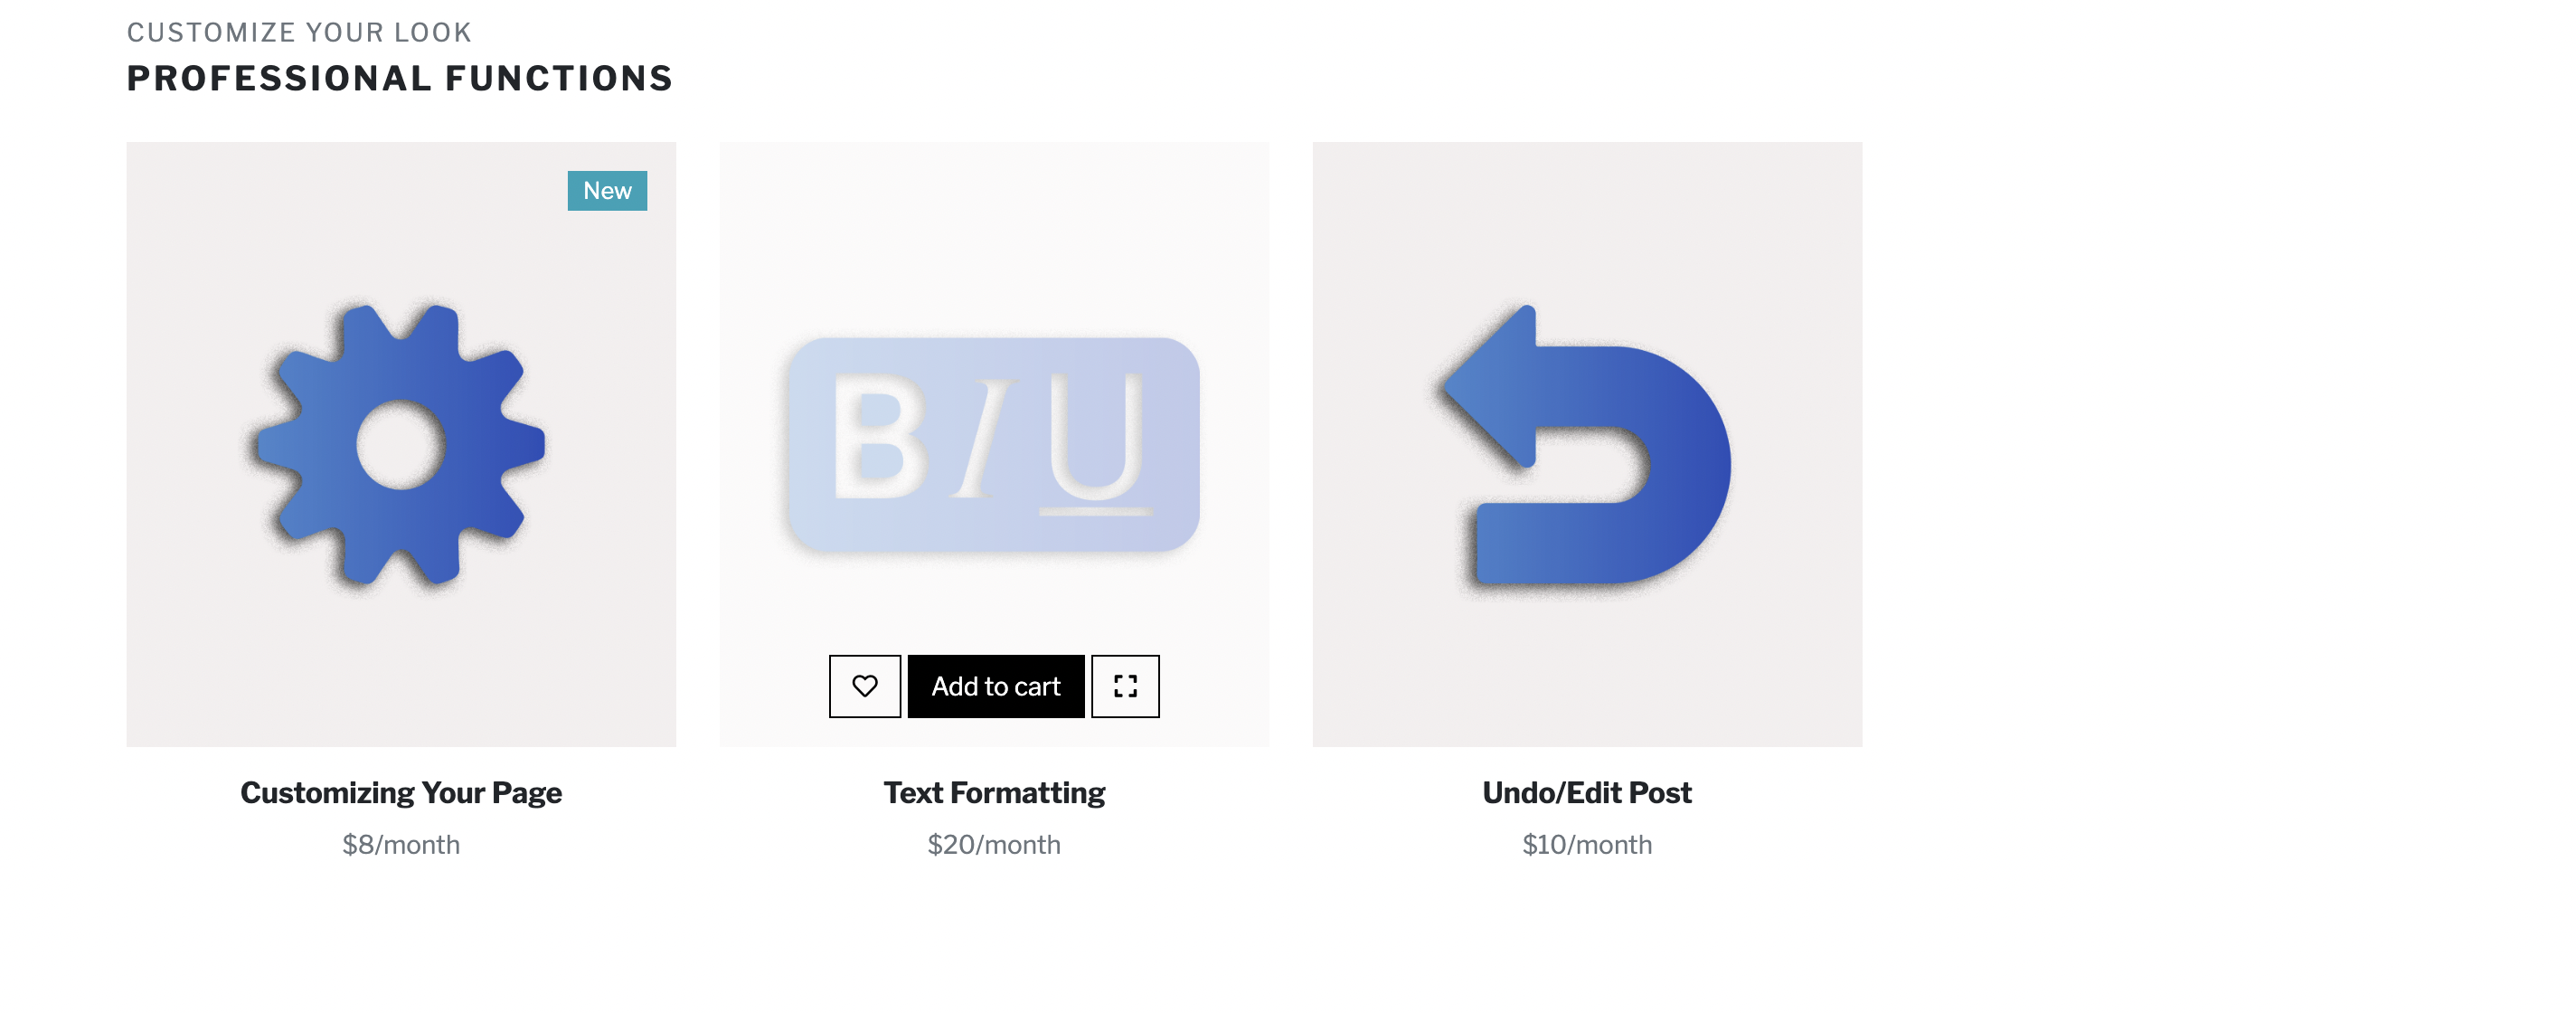 CUSTOMIZE YOUR LOOK
PROFESSIONAL FUNCTIONS
New
B I U
Add to cart
Customizing Your Page
$8/month
Text Formatting
$20/month
Undo/Edit Post
$10/month